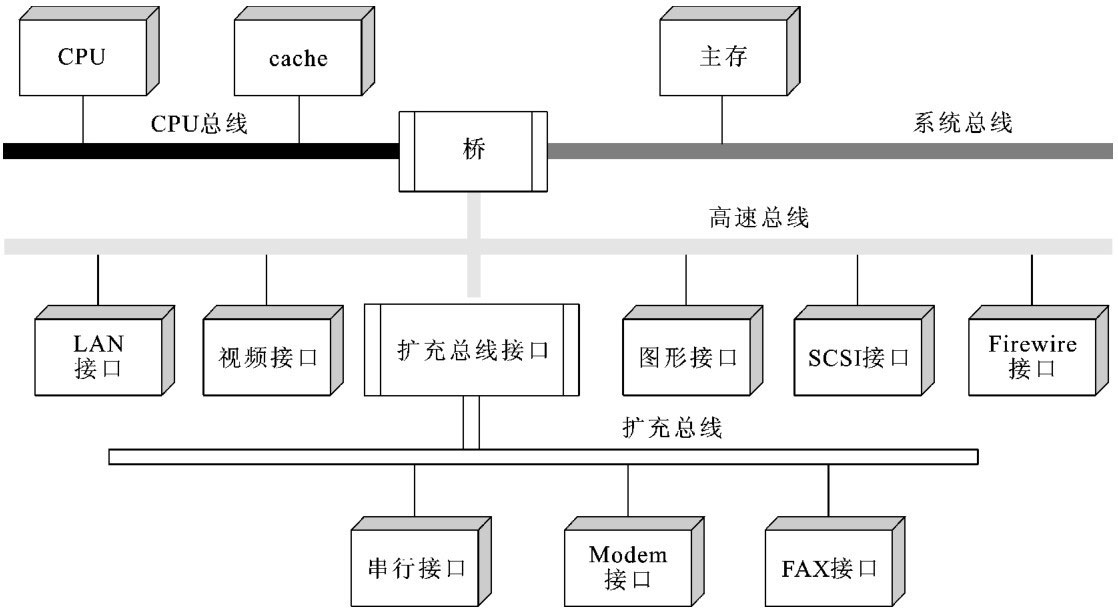 CPU
cache
主存
CPU总线
桥
系统总线
高速总线
LAN
接口
视频接口
扩充总线接口
图形接口
SCSI接口
Firewire
接口
扩充总线
串行接口
Modem
接口
FAX接口